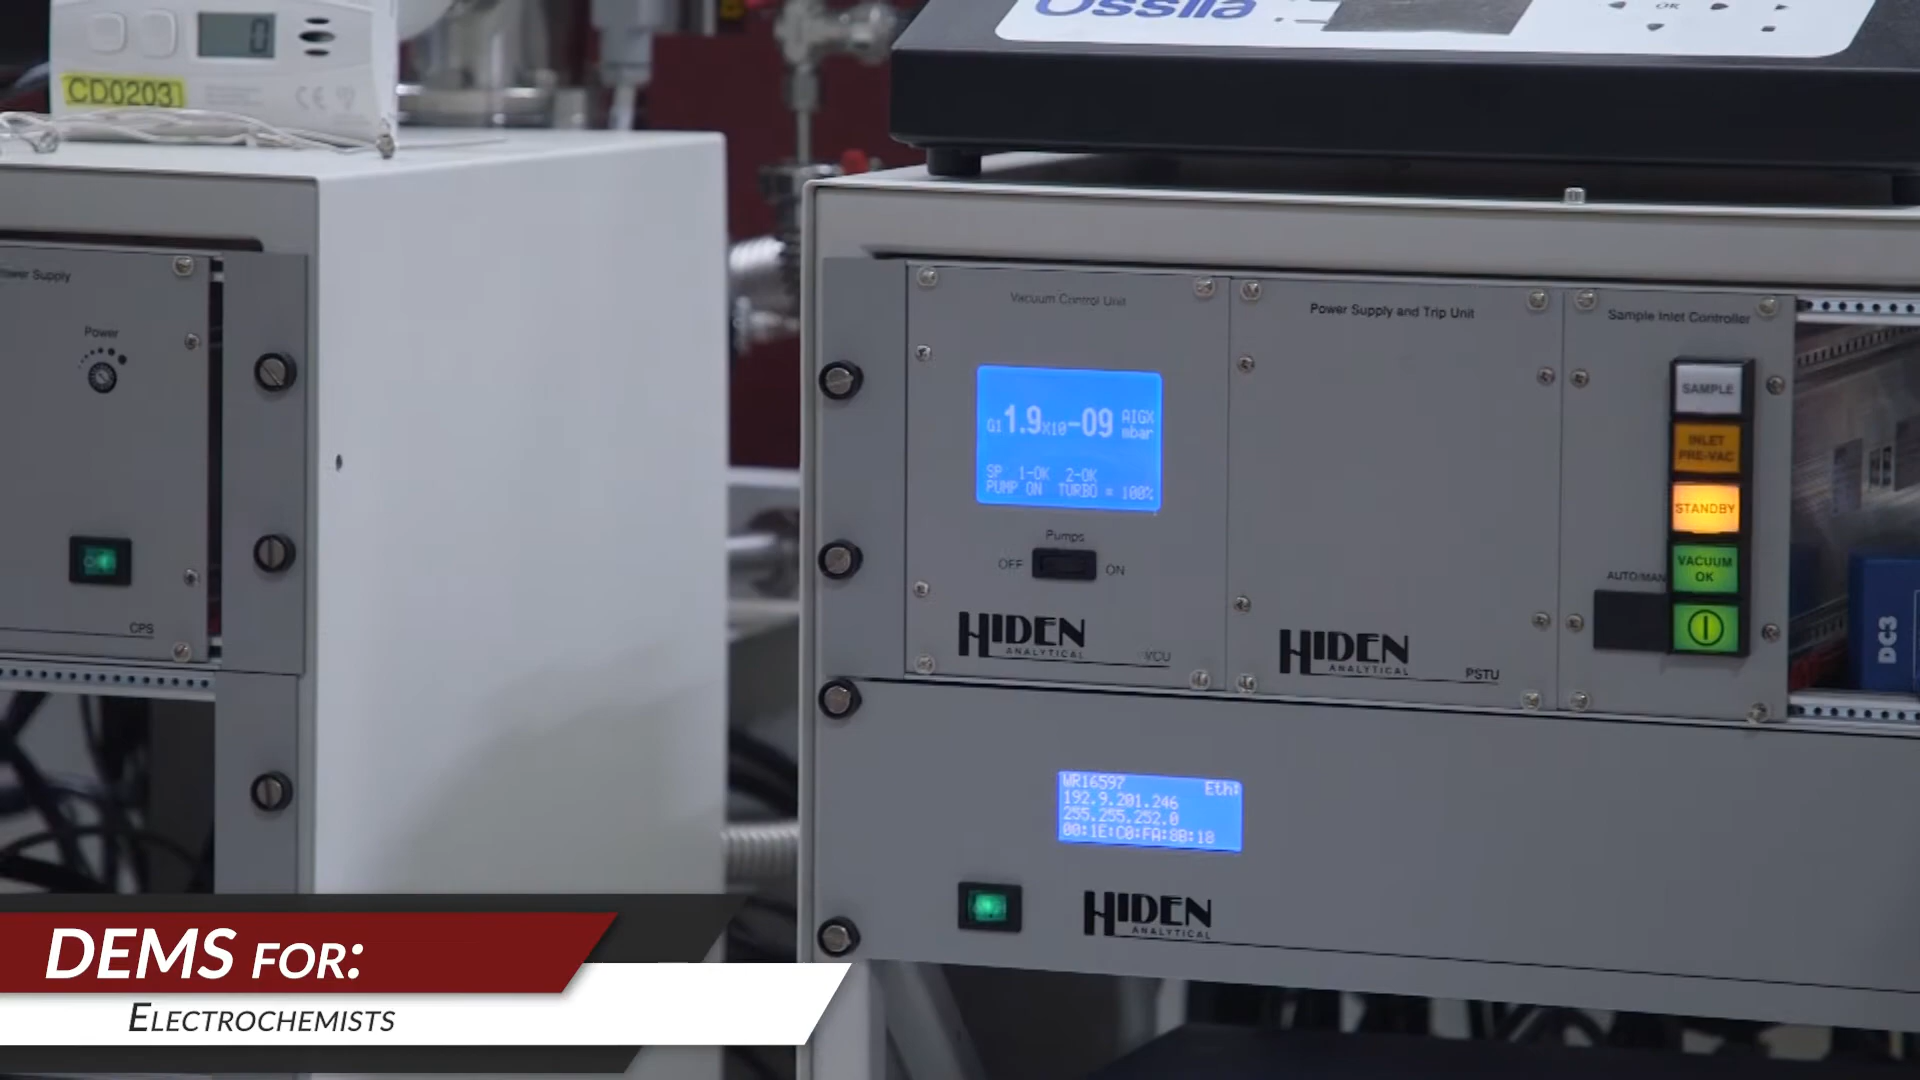 Ossila
OR
0
CD0203
CE
Power Supply
Power
CPS
Vacuum Control Unit
G1 1.9X10-09 AIGX
mbar
SP 1-OK 2-OK
PUMP ON TURBO = 100%
Pumps
OFF ON
HIDEN
ANALYTICAL
VCU
Power Supply and Trip Unit
HIDEN
ANALYTICAL
PSTU
Sample Inlet Controller
SAMPLE
INLET
PRE-VAC
STANDBY
VACUUM
OK
AUTO/MAN
DC3
WR16597 Eth:
192.9.201.246
255.255.252.0
00:1E:C0:FA:8B:18
HIDEN
ANALYTICAL
DEMS FOR:
ELECTROCHEMISTS